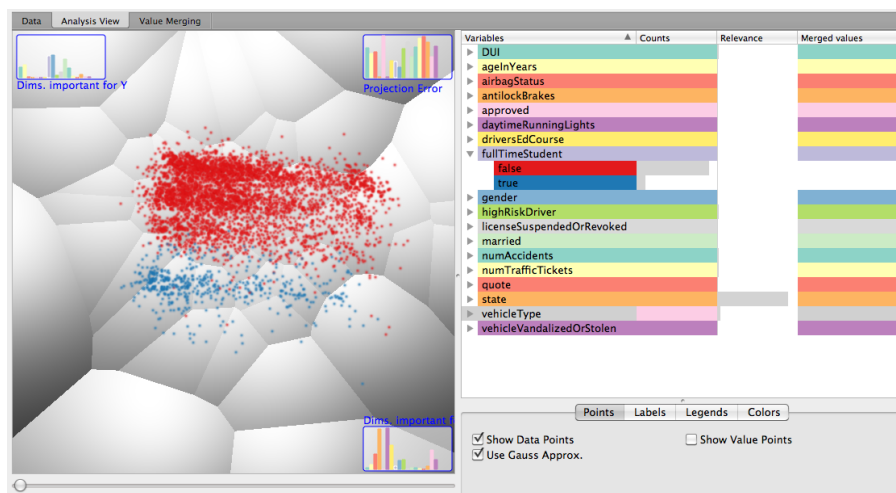 Data Analysis View Value Merging
Dims. important for Y
Projection Error
Dims. important f
Variables Counts Relevance Merged values
DUI
ageInYears
airbagStatus
antilockBrakes
approved
daytimeRunningLights
driversEdCourse
fullTimeStudent
false
true
gender
highRiskDriver
licenseSuspendedOrRevoked
married
numAccidents
numTrafficTickets
quote
state
vehicleType
vehicleVandalizedOrStolen
Points Labels Legends Colors
Show Data Points Show Value Points
Use Gauss Approx.